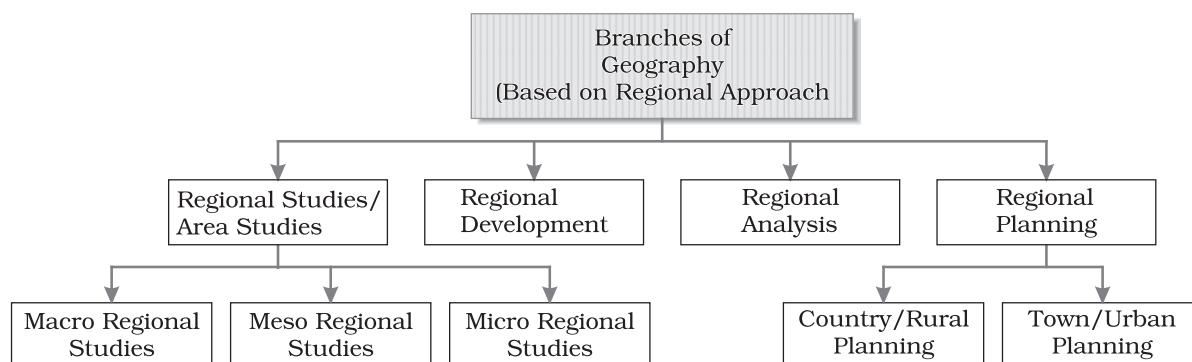 Branches of
Geography
(Based on Regional Approach
Regional Studies/
Area Studies
Regional
Development
Regional
Analysis
Regional
Planning
Macro Regional
Studies
Meso Regional
Studies
Micro Regional
Studies
Country/Rural
Planning
Town/Urban
Planning